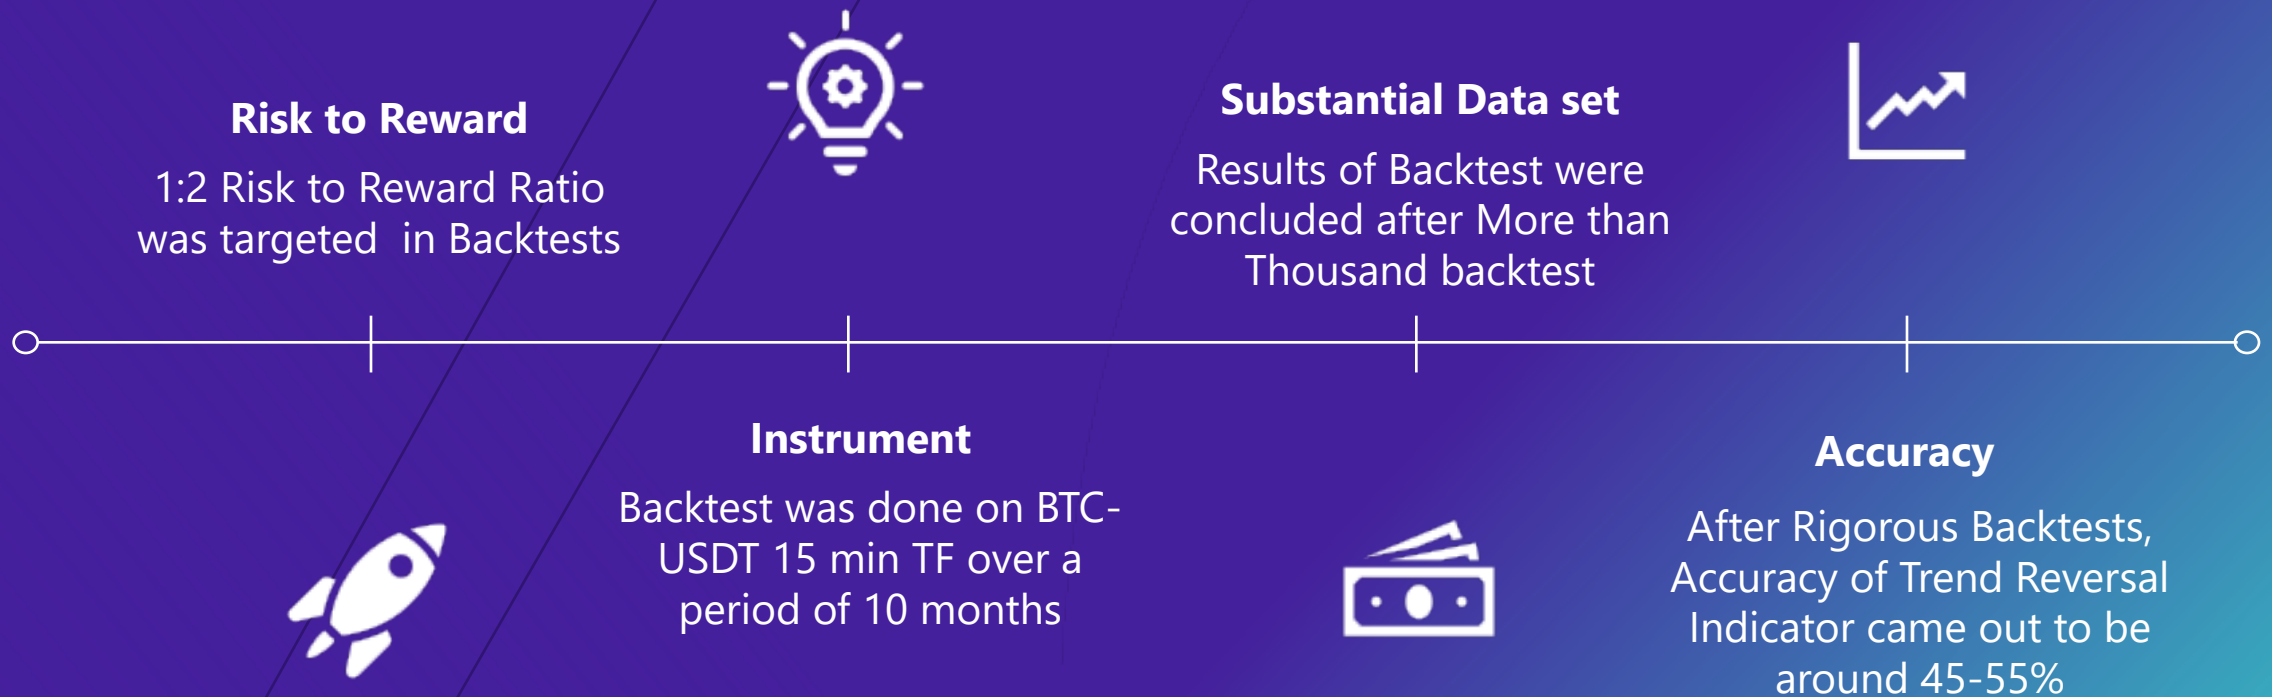 Risk to Reward
1:2 Risk to Reward Ratio
was targeted  in Backtests
Instrument
Backtest was done on BTC-
USDT 15 min TF over a
period of 10 months
Substantial Data set
Results of Backtest were
concluded after More than
Thousand backtest
Accuracy
After Rigorous Backtests,
Accuracy of Trend Reversal
Indicator came out to be
around 45-55%